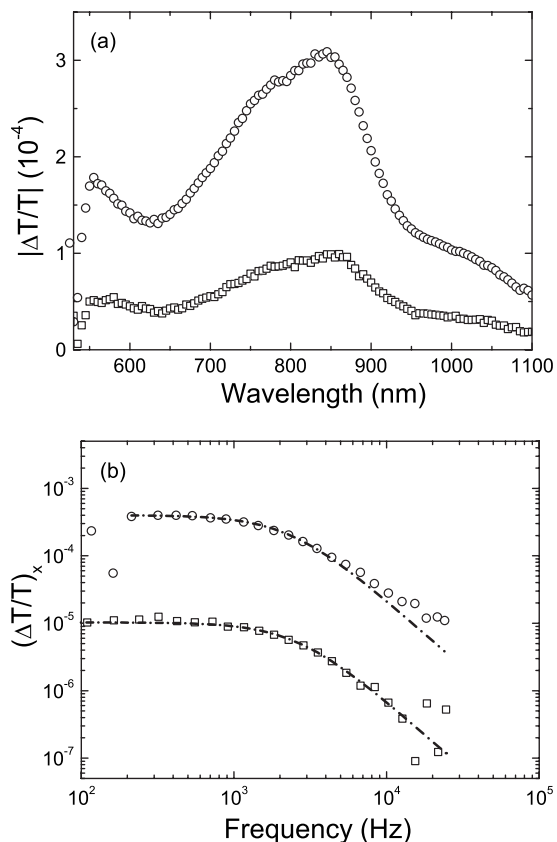 (a)
3
2
1
0
|ΔT/T| (10⁻⁴)
600 700 800 900 1000 1100
Wavelength (nm)
(b)
10⁻³
10⁻⁴
10⁻⁵
10⁻⁶
10⁻⁷
(ΔT/T)ₓ
10² 10³ 10⁴ 10⁵
Frequency (Hz)